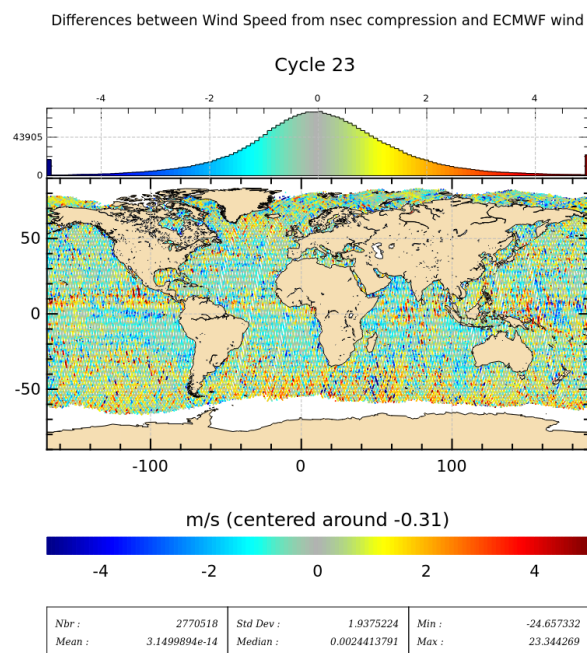 Differences between Wind Speed from nsec compression and ECMWF wind
Cycle 23
-4 -2 0 2 4
43905
0
50
0
-50
-100 0 100
m/s (centered around -0.31)
-4 -2 0 2 4
Nbr : 2770518 Std Dev : 1.9375224 Min : -24.657332
Mean : 3.1499894e-14 Median : 0.0024413791 Max : 23.344269